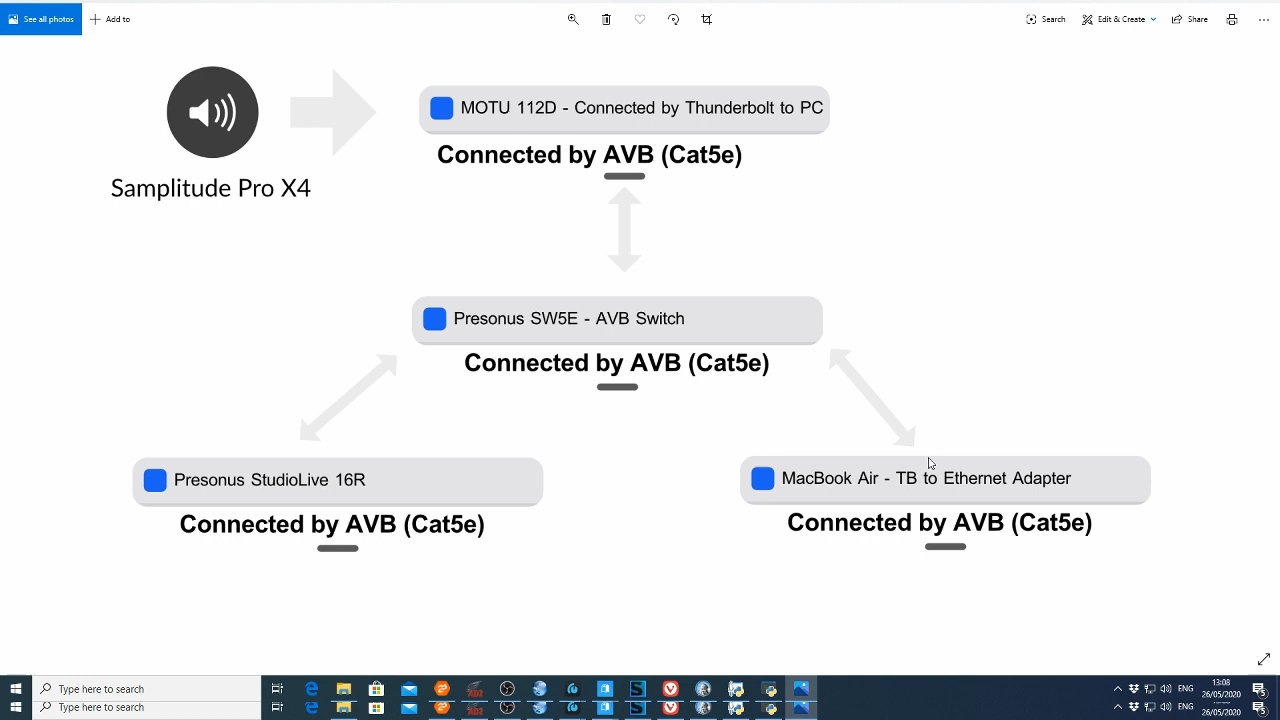 See all photos
Add to
Search
Edit & Create
Share
MOTU 112D - Connected by Thunderbolt to PC
Connected by AVB (Cat5e)
Samplitude Pro X4
Presonus SW5E - AVB Switch
Connected by AVB (Cat5e)
Presonus StudioLive 16R
Connected by AVB (Cat5e)
MacBook Air - TB to Ethernet Adapter
Connected by AVB (Cat5e)
Type here to search
ENG
13:08
26/05/2020
Type here to search
ENG
26/05/2020